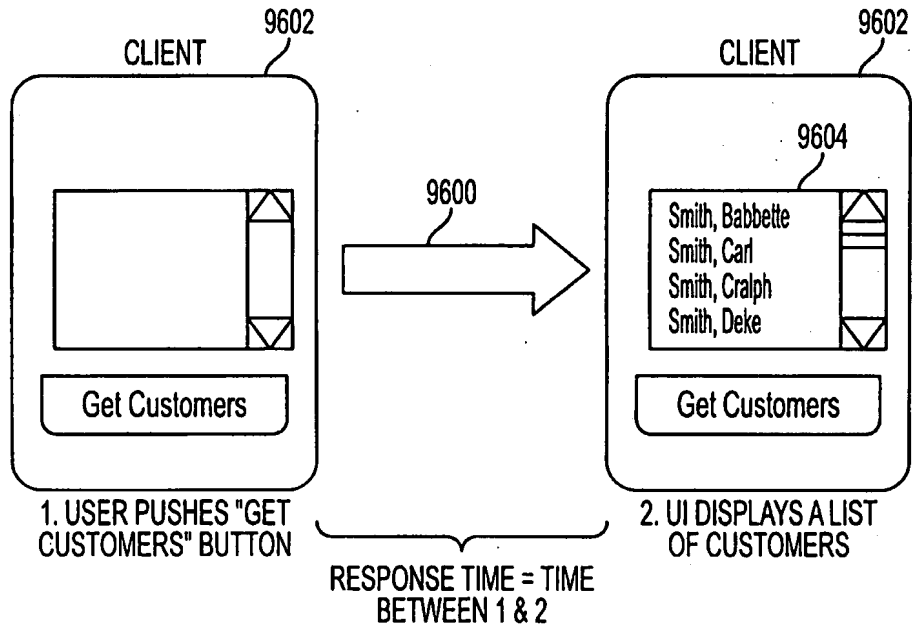 9602
CLIENT
Get Customers
1. USER PUSHES "GET
CUSTOMERS" BUTTON
9600
RESPONSE TIME = TIME
BETWEEN 1 & 2
9602
CLIENT
9604
Smith, Babbette
Smith, Carl
Smith, Cralph
Smith, Deke
Get Customers
2. UI DISPLAYS A LIST
OF CUSTOMERS